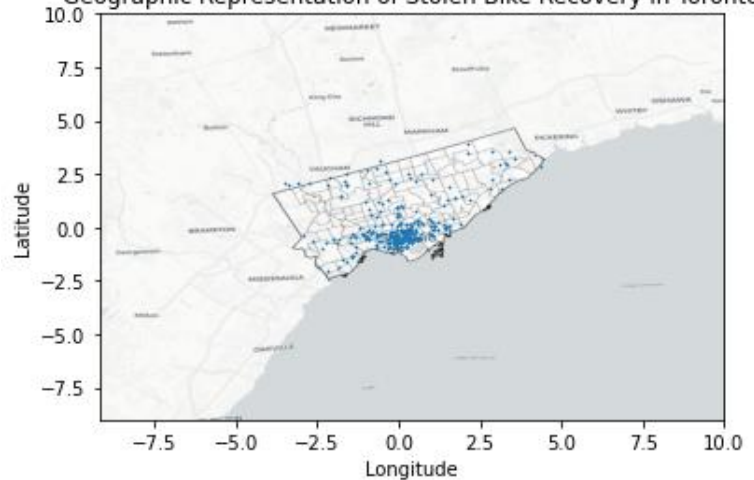 Geographic Representation of Stolen Bike Recovery in Toronto
10.0
7.5
5.0
2.5
0.0
−2.5
−5.0
−7.5
Latitude
NEWMARKET
RICHMOND
HILL
MARKHAM
PICKERING
WHITBY
OSHAWA
VAUGHAN
BRAMPTON
MISSISSAUGA
OAKVILLE
−7.5
−5.0
−2.5
0.0
2.5
5.0
7.5
10.0
Longitude